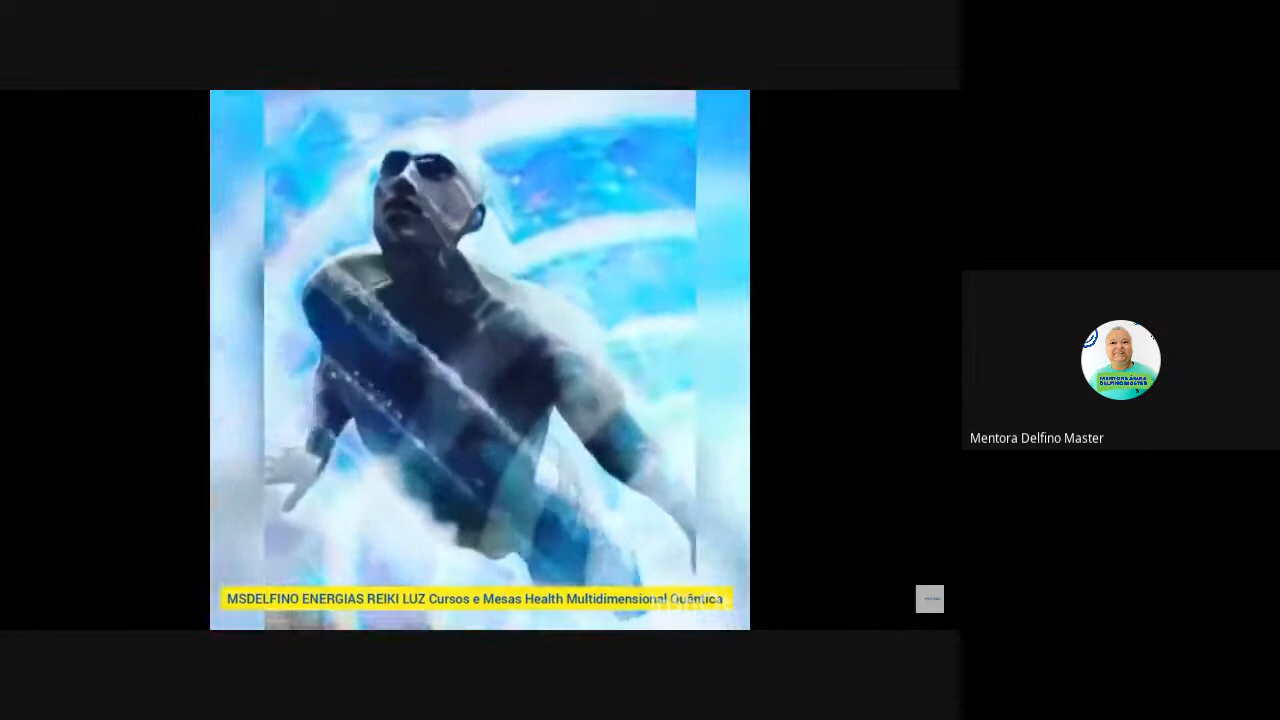 MSDELFINO ENERGIAS REIKI LUZ Cursos e Mesas Health Multidimensional Quântica
Mentora Delfino Master